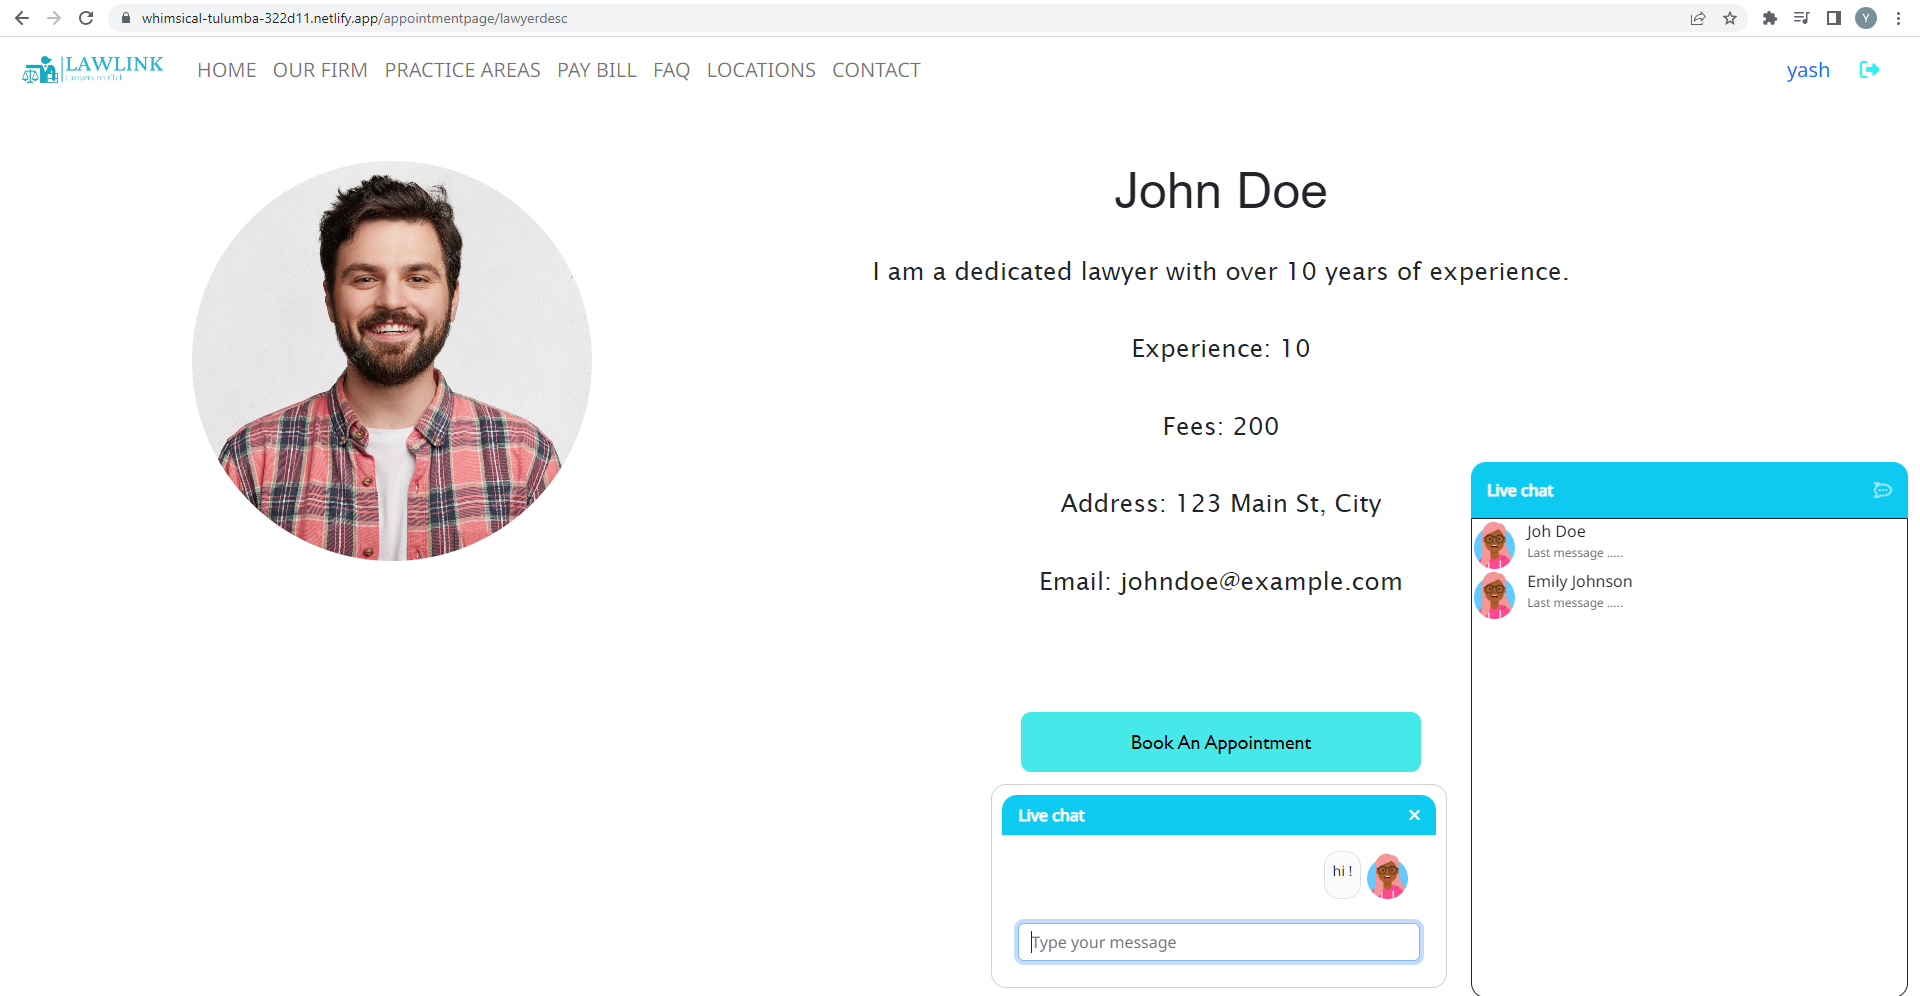 whimsical-tulumba-322d11.netlify.app/appointmentpage/lawyerdesc
Y
LAWLINK
Lawyers on Click
HOME OUR FIRM PRACTICE AREAS PAY BILL FAQ LOCATIONS CONTACT
yash
John Doe
I am a dedicated lawyer with over 10 years of experience.
Experience: 10
Fees: 200
Address: 123 Main St, City
Email: johndoe@example.com
Book An Appointment
Live chat
hi !
Type your message
Live chat
Joh Doe
Last message .....
Emily Johnson
Last message .....